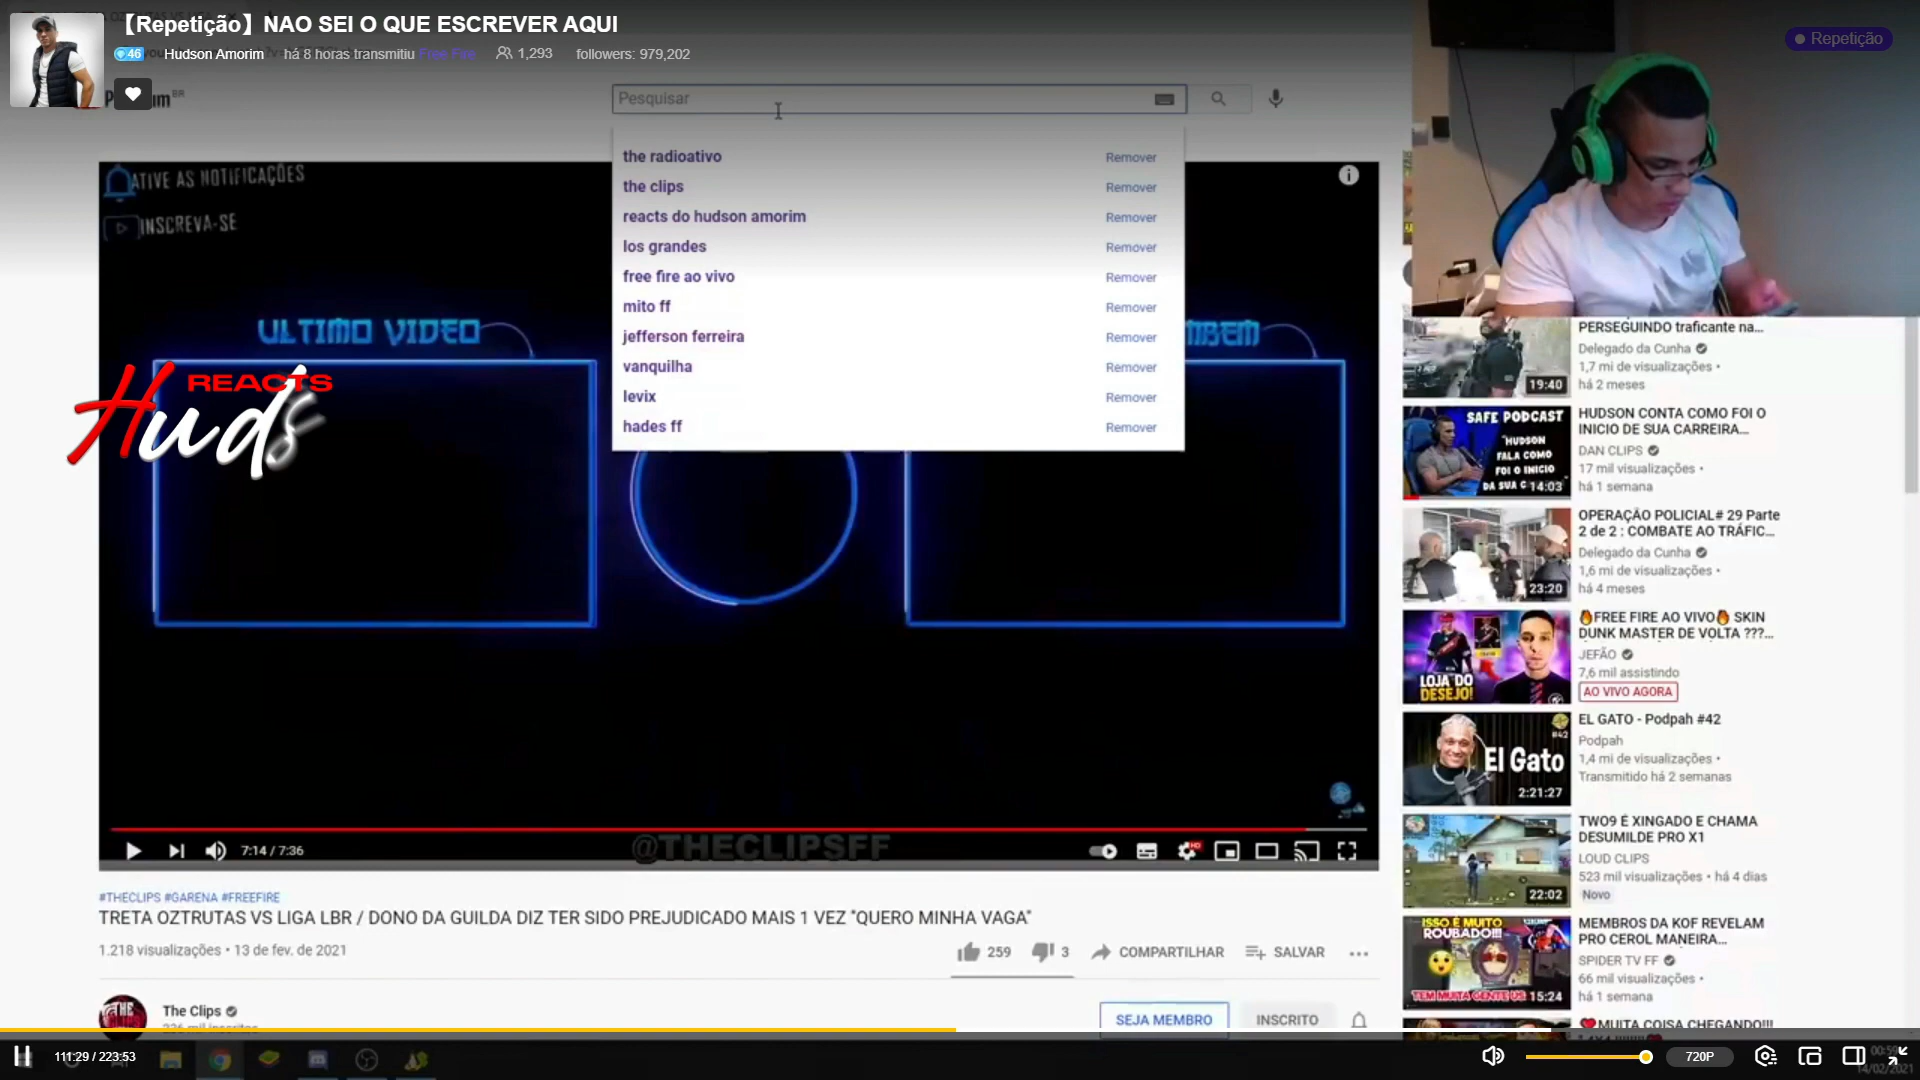 【Repetição】NAO SEI O QUE ESCREVER AQUI
46 Hudson Amorim há 8 horas transmitiu Free Fire 1,293 followers: 979,202
Repetição
Pesquisar
the radioativo Remover
the clips Remover
reacts do hudson amorim Remover
los grandes Remover
free fire ao vivo Remover
mito ff Remover
jefferson ferreira Remover
vanquilha Remover
levix Remover
hades ff Remover
ATIVE AS NOTIFICAÇÕES
INSCREVA-SE
ULTIMO VIDEO
REACTS
Huds
@THECLIPSFF
7:14 / 7:36
#THECLIPS #GARENA #FREEFIRE
TRETA OZTRUTAS VS LIGA LBR / DONO DA GUILDA DIZ TER SIDO PREJUDICADO MAIS 1 VEZ "QUERO MINHA VAGA"
1.218 visualizações • 13 de fev. de 2021
259 3 COMPARTILHAR SALVAR
THE CLIPS
The Clips
SEJA MEMBRO INSCRITO
PERSEGUINDO traficante na...
Delegado da Cunha
1,7 mi de visualizações •
há 2 meses
19:40
SAFE PODCAST
"HUDSON
FALA COMO
FOI O INICIO
DA SUA
14:03
HUDSON CONTA COMO FOI O
INICIO DE SUA CARREIRA...
DAN CLIPS
17 mil visualizações •
há 1 semana
OPERAÇÃO POLICIAL# 29 Parte
2 de 2 : COMBATE AO TRÁFIC...
Delegado da Cunha
1,6 mi de visualizações •
há 4 meses
23:20
LOJA DO
DESEJO!
🔥FREE FIRE AO VIVO🔥 SKIN
DUNK MASTER DE VOLTA ???...
JEFÃO
7,6 mil assistindo
AO VIVO AGORA
#42
El Gato
2:21:27
EL GATO - Podpah #42
Podpah
1,4 mi de visualizações •
Transmitido há 2 semanas
22:02
TWO9 É XINGADO E CHAMA
DESUMILDE PRO X1
LOUD CLIPS
523 mil visualizações • há 4 dias
Novo
ISSO É MUITO
ROUBADO!!!
TEM MUITA GENTE US
15:24
MEMBROS DA KOF REVELAM
PRO CEROL MANEIRA...
SPIDER TV FF
66 mil visualizações •
há 1 semana
❤MUITA COISA CHEGANDO!!!
111:29 / 223:53
720P
14/02/2021